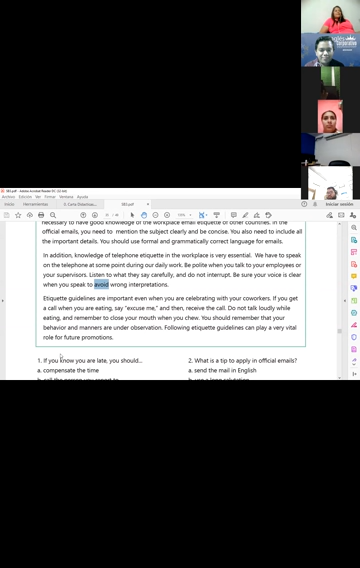 SB3.pdf - Adobe Acrobat Reader DC (32-bit)
Archivo Edición Ver Firmar Ventana Ayuda
Inicio Herramientas SB3.pdf Iniciar sesión
necessary to have good knowledge of the workplace email etiquette of other countries. In the
official emails, you need to mention the subject clearly and be concise. You also need to include all
the important details. You should use formal and grammatically correct language for emails.
In addition, knowledge of telephone etiquette in the workplace is very essential. We have to speak
on the telephone at some point during our daily work. Be polite when you talk to your employees or
your supervisors. Listen to what they say carefully, and do not interrupt. Be sure your voice is clear
when you speak to avoid wrong interpretations.
Etiquette guidelines are important even when you are celebrating with your coworkers. If you get
a call when you are eating, say "excuse me," and then, receive the call. Do not talk loudly while
eating, and remember to close your mouth when you chew. You should remember that your
behavior and manners are under observation. Following etiquette guidelines can play a very vital
role for future promotions.
1. If you know you are late, you should... 2. What is a tip to apply in official emails?
a. compensate the time a. send the mail in English